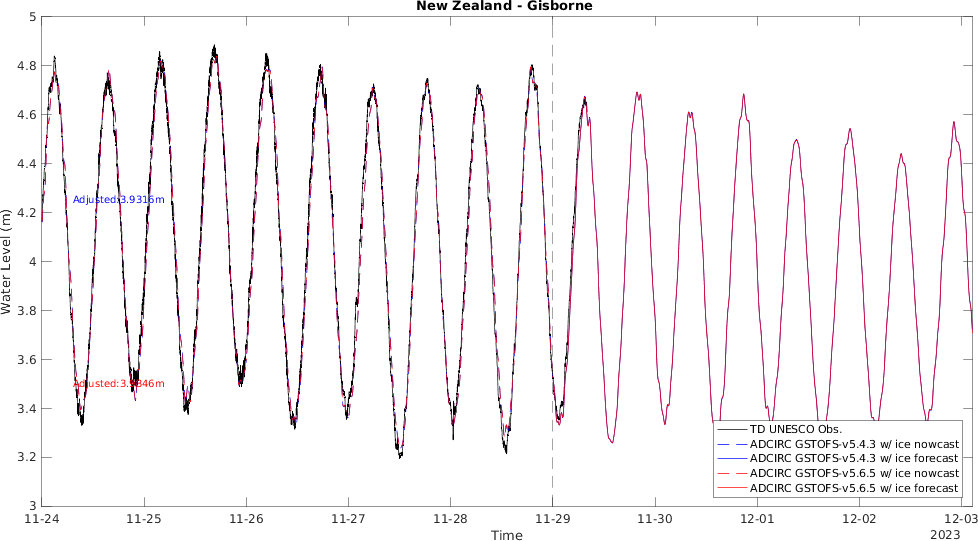 New Zealand - Gisborne
5
4.8
4.6
4.4
4.2
4
3.8
3.6
3.4
3.2
3
Water Level (m)
Adjusted:3.9316m
Adjusted:3.9346m
TD UNESCO Obs.
ADCIRC GSTOFS-v5.4.3 w/ ice nowcast
ADCIRC GSTOFS-v5.4.3 w/ ice forecast
ADCIRC GSTOFS-v5.6.5 w/ ice nowcast
ADCIRC GSTOFS-v5.6.5 w/ ice forecast
11-24 11-25 11-26 11-27 11-28 11-29 11-30 12-01 12-02 12-03
Time
2023